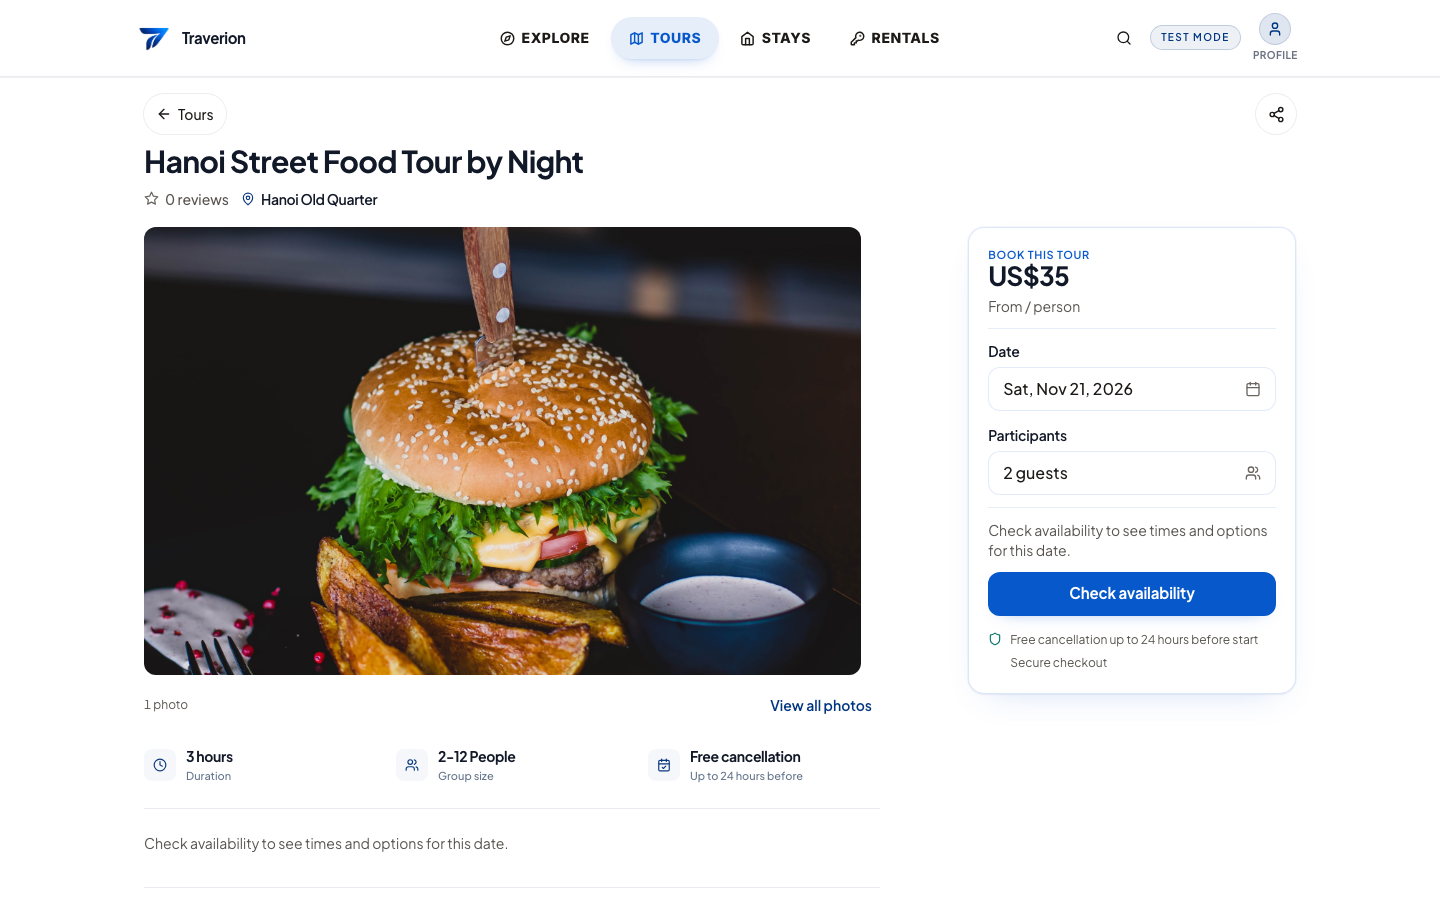 Traverion
EXPLORE
TOURS
STAYS
RENTALS
TEST MODE
PROFILE
Tours
Hanoi Street Food Tour by Night
0 reviews
Hanoi Old Quarter
BOOK THIS TOUR
US$35
From / person
Date
Sat, Nov 21, 2026
Participants
2 guests
Check availability to see times and options
for this date.
Check availability
Free cancellation up to 24 hours before start
Secure checkout
1 photo
View all photos
3 hours
Duration
2-12 People
Group size
Free cancellation
Up to 24 hours before
Check availability to see times and options for this date.